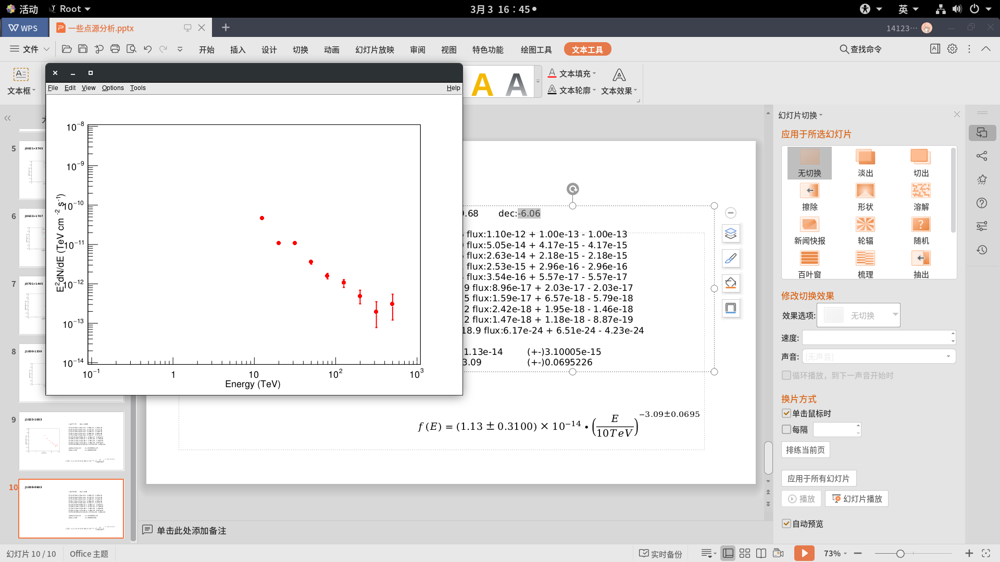 活动
Root
3月 3 16：45
英
WPS
一些点源分析.pptx
14123···
文件
开始
插入
设计
切换
动画
幻灯片放映
审阅
视图
特色功能
绘图工具
文本工具
查找命令
文本框
文本填充
文本轮廓
文本效果
File Edit View Options Tools Help
10⁻⁸
10⁻⁹
10⁻¹⁰
10⁻¹¹
10⁻¹²
10⁻¹³
10⁻¹⁴
E² dN/dE (TeV cm⁻² s⁻¹)
10⁻¹ 1 10 10² 10³
Energy (TeV)
5
J0621+3745
6
J0633+1747
7
J0701+1445
8
J1830-1330
9
J1825-1003
10
J1838-0603
.68 dec:-6.06
flux:1.10e-12 + 1.00e-13 - 1.00e-13
flux:5.05e-14 + 4.17e-15 - 4.17e-15
flux:2.63e-14 + 2.18e-15 - 2.18e-15
flux:2.53e-15 + 2.96e-16 - 2.96e-16
flux:3.54e-16 + 5.57e-17 - 5.57e-17
9 flux:8.96e-17 + 2.03e-17 - 2.03e-17
5 flux:1.59e-17 + 6.57e-18 - 5.79e-18
2 flux:2.42e-18 + 1.95e-18 - 1.46e-18
2 flux:1.47e-18 + 1.18e-18 - 8.87e-19
18.9 flux:6.17e-24 + 6.51e-24 - 4.23e-24
1.13e-14 (+-)3.10005e-15
3.09 (+-)0.0695226
f (E) = (1.13 ± 0.3100) × 10⁻¹⁴ • (E/10TeV)^−3.09±0.0695
单击此处添加备注
幻灯片切换
应用于所选幻灯片
无切换 淡出 切出
擦除 形状 溶解
新闻快报 轮辐 随机
百叶窗 梳理 抽出
修改切换效果
效果选项: 无切换
速度:
声音: [无声音]
循环播放，到下一声音开始时
换片方式
单击鼠标时
每隔
排练当前页
应用于所有幻灯片
播放 幻灯片播放
自动预览
幻灯片 10 / 10
Office 主题
实时备份
73%